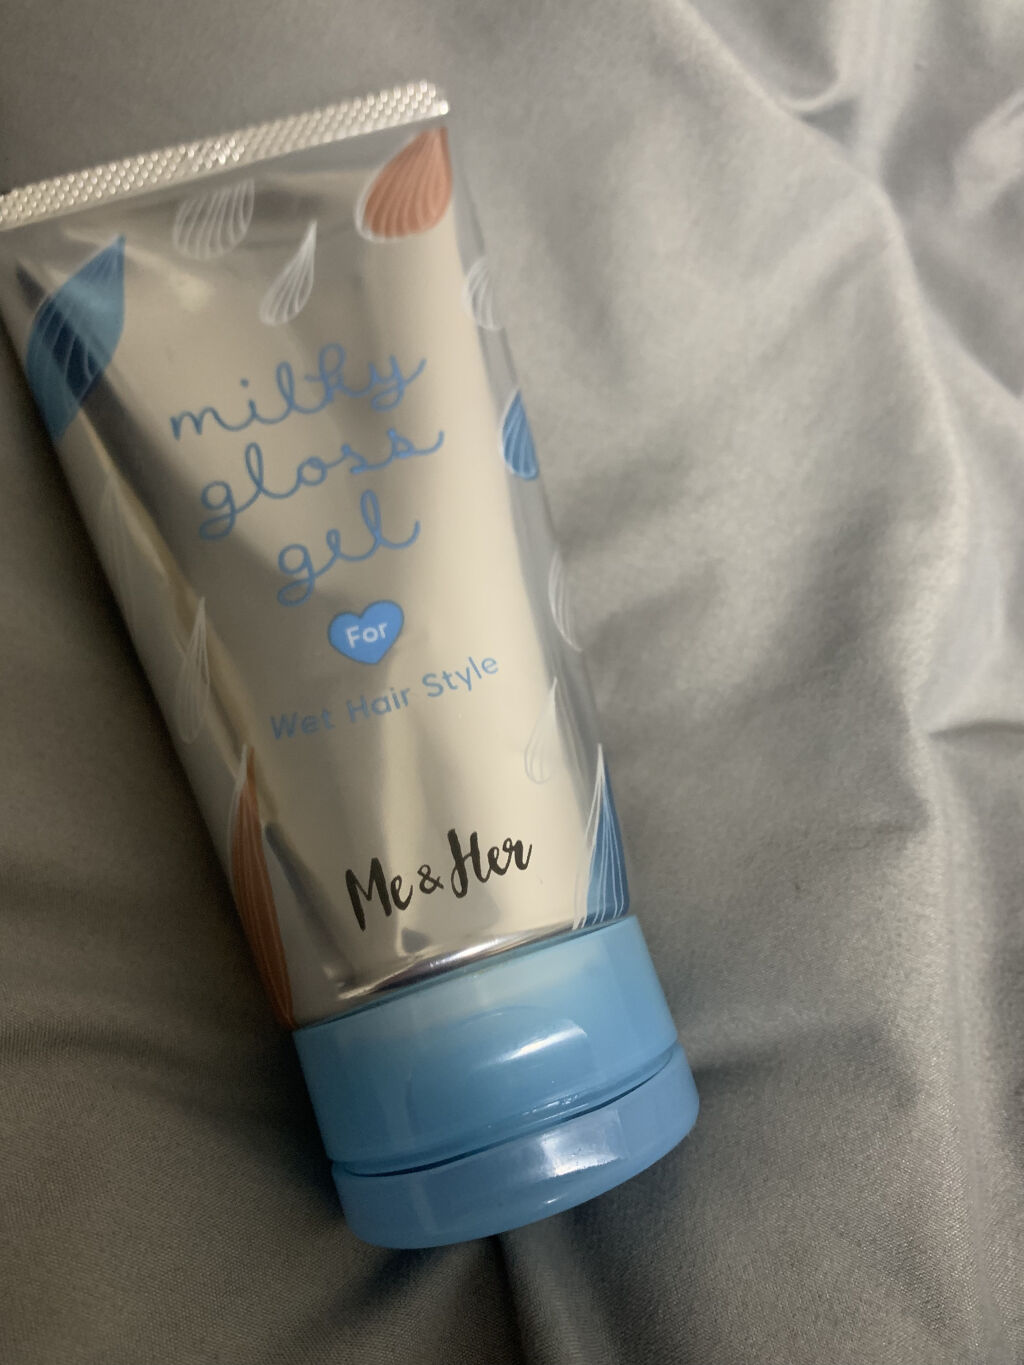 milky
gloss
gel
For
Wet Hair Style
Me & Her